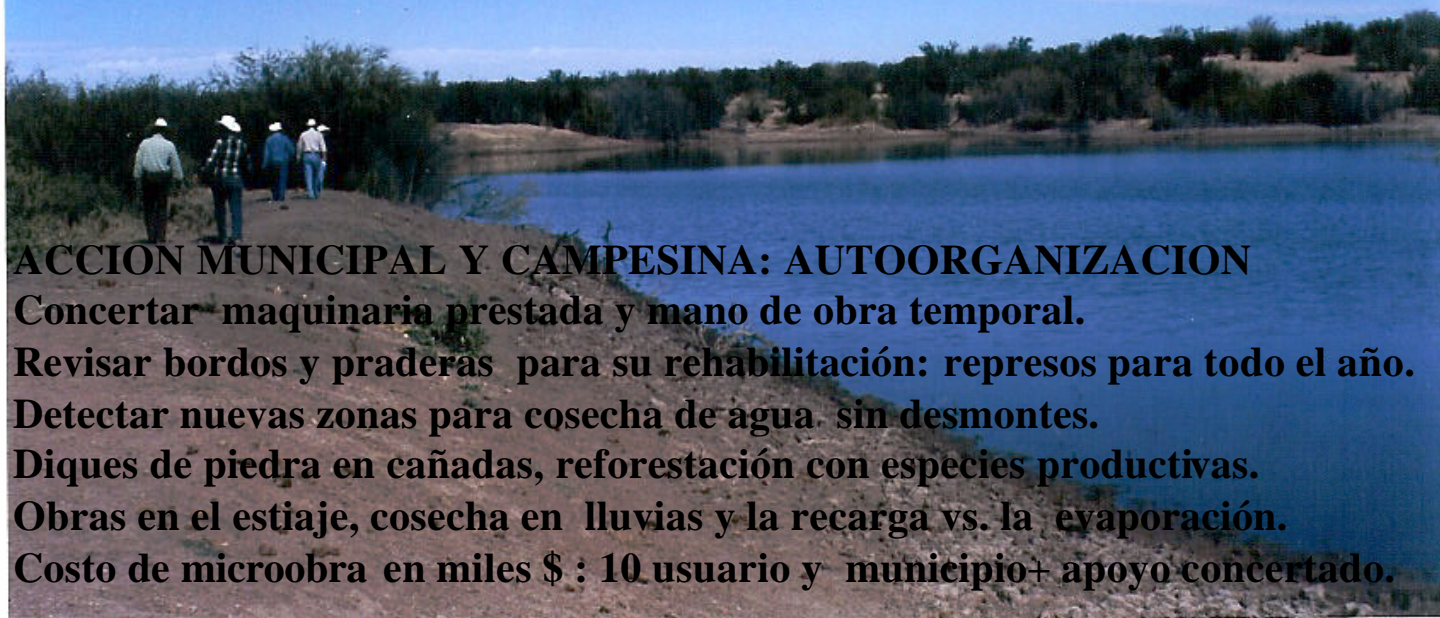 ACCION MUNICIPAL Y CAMPESINA: AUTOORGANIZACION
Concertar maquinaria prestada y mano de obra temporal.
Revisar bordos y praderas para su rehabilitación: represos para todo el año.
Detectar nuevas zonas para cosecha de agua sin desmontes.
Diques de piedra en cañadas, reforestación con especies productivas.
Obras en el estiaje, cosecha en lluvias y la recarga vs. la evaporación.
Costo de microobra en miles $ : 10 usuario y municipio+ apoyo concertado.